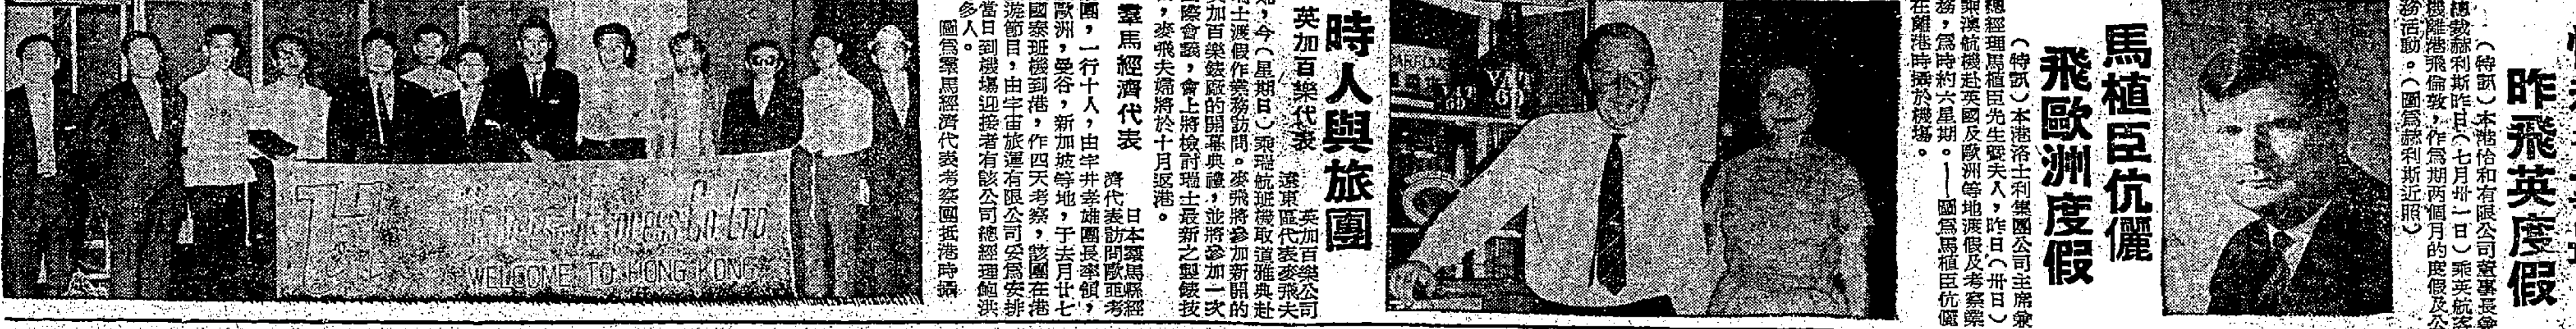 昨飛英度假
（特訊）本港怡和有限公司董事長兼
總裁赫利斯昨日（七月卅一日）乘英航客
機離港飛倫敦，作為期两個月的度假及公
務活動。（圖為赫利斯近照）
馬植臣伉儷
飛歐洲度假
（特訊）本港洛士利集團公司主席兼
總經理馬植臣先生暨夫人，昨日（卅日）
乘澳航機赴英國及歐洲等地渡假及考察業
務，為時約六星期。——圖為馬植臣伉儷
在離港時攝於機場。
時人與旅團
英加百樂代表
英加百樂公司
遠東區代表麥飛夫
，今（星期日）乘瑞航班機取道雅典赴
瑞士渡假作業務訪問。麥飛將參加新開的
英加百樂錶廠的開幕典禮，並將參加一次
國際會議，會上將檢討瑞士最新之製錶技
，麥飛夫婦將於十月返港。
羣馬經濟代表
日本羣馬縣經
濟代表訪問歐亞考
團，一行十人，由宇井孝雄團長率領，
歐洲，曼谷，新加坡等地，于去月廿七
國泰班機到港，作四天考察，該團在港
遊節目，由宇宙旅運有限公司妥為安排
當日到機場迎接者有該公司總經理鮑洪
多人。
圖為羣馬經濟代表考察團抵港時攝
VAT
69
VAT
69
Express Co. Ltd.
WELCOME TO HONG KONG